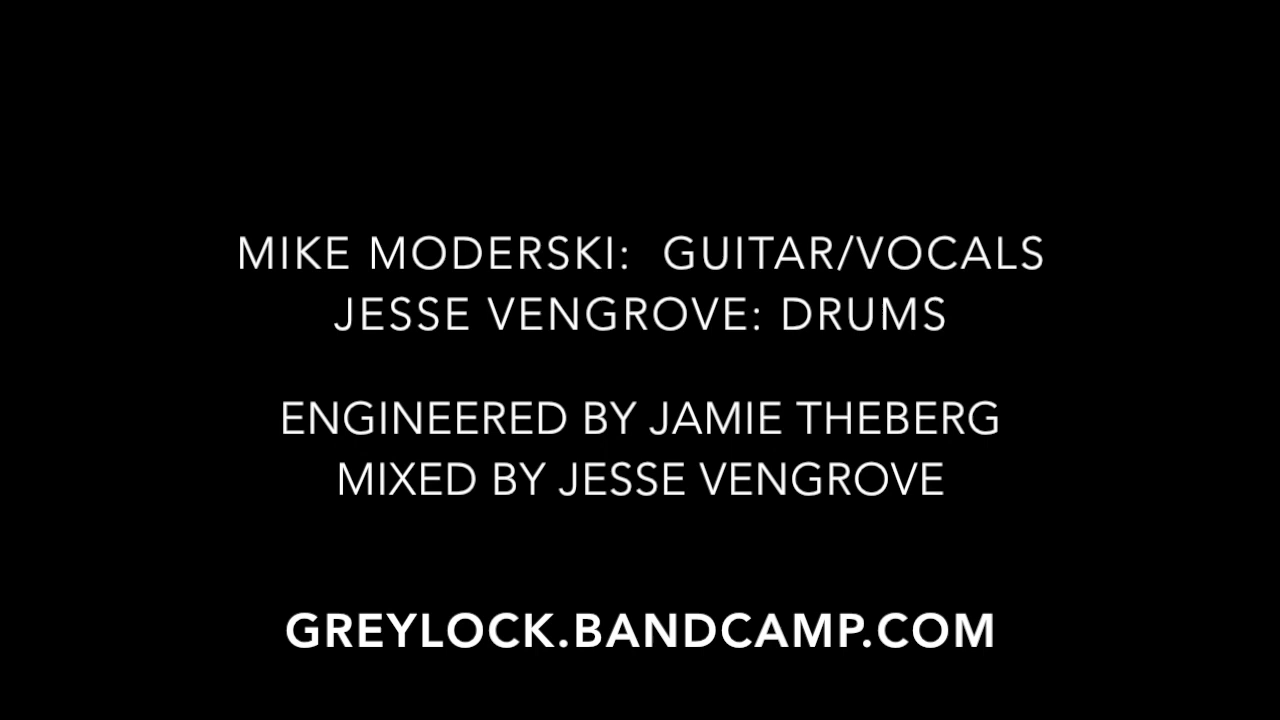 MIKE MODERSKI:  GUITAR/VOCALS
JESSE VENGROVE: DRUMS
ENGINEERED BY JAMIE THEBERG
MIXED BY JESSE VENGROVE
GREYLOCK.BANDCAMP.COM